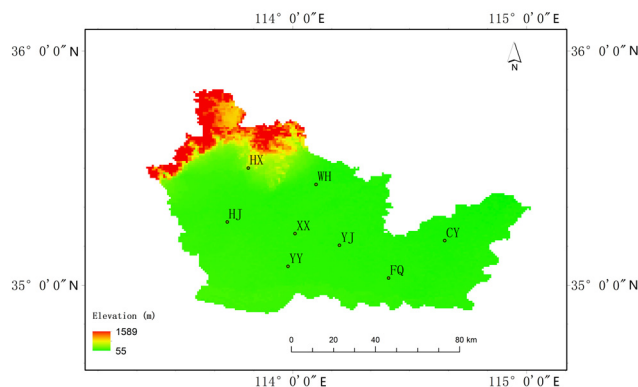 114° 0'0"E 115° 0'0"E
36° 0'0"N 36° 0'0"N
N
HX
WH
HJ
XX
YJ
CY
YY
FQ
35° 0'0"N 35° 0'0"N
Elevation (m)
1589
55
0 20 40 60 80 km
114° 0'0"E 115° 0'0"E